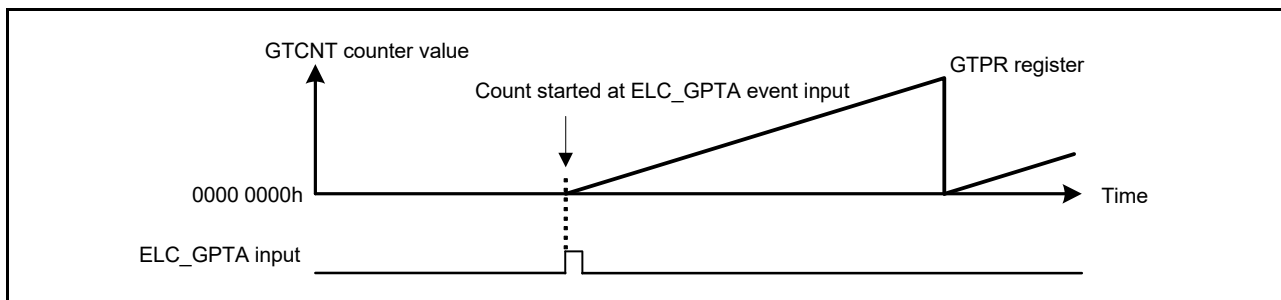 GTCNT counter value
GTPR register
Count started at ELC_GPTA event input
0000 0000h
Time
ELC_GPTA input